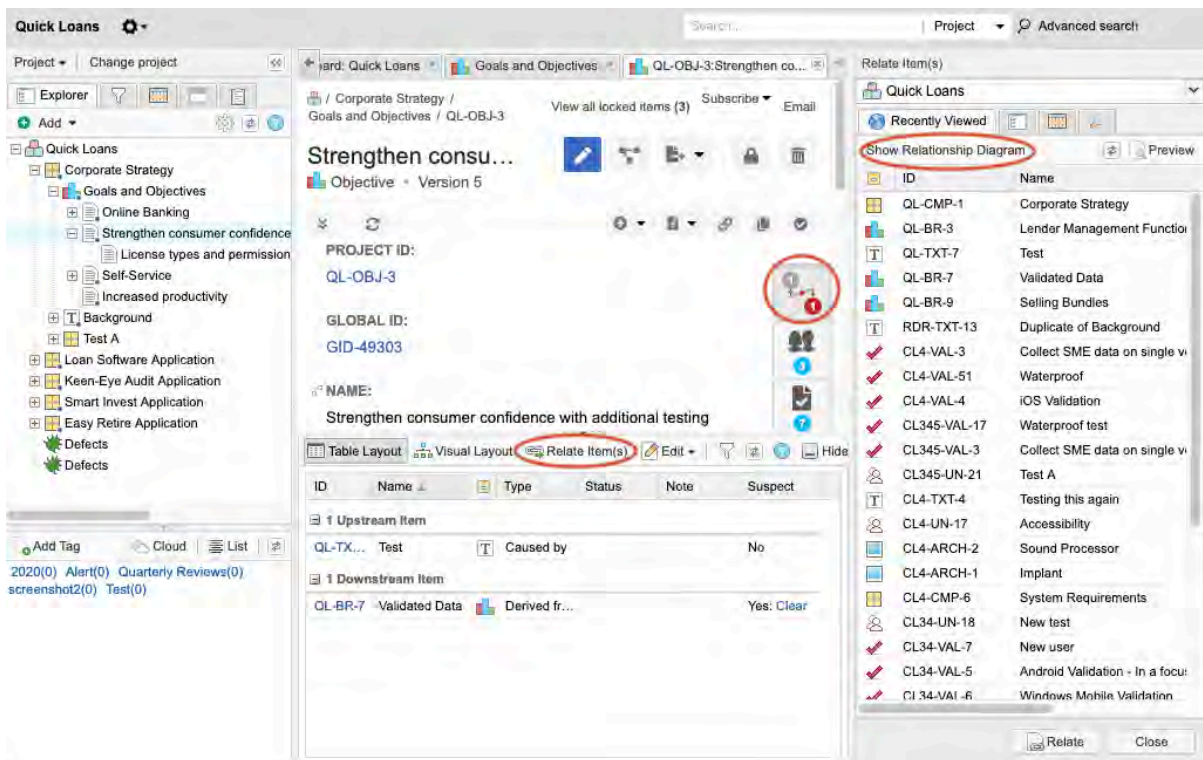 Quick Loans
Search...
Project
Advanced search
Project
Change project
Explorer
Add
Quick Loans
Corporate Strategy
Goals and Objectives
Online Banking
Strengthen consumer confidence
License types and permission
Self-Service
Increased productivity
Background
Test A
Loan Software Application
Keen-Eye Audit Application
Smart Invest Application
Easy Retire Application
Defects
Defects
Add Tag
Cloud
List
2020(0) Alert(0) Quarterly Reviews(0)
screenshot2(0) Test(0)
ard: Quick Loans
Goals and Objectives
QL-OBJ-3:Strengthen co...
/ Corporate Strategy /
Goals and Objectives / QL-OBJ-3
View all locked items (3)
Subscribe
Email
Strengthen consu...
Objective • Version 5
PROJECT ID:
QL-OBJ-3
GLOBAL ID:
GID-49303
NAME:
Strengthen consumer confidence with additional testing
1
3
7
Table Layout
Visual Layout
Relate Item(s)
Edit
Hide
ID Name Type Status Note Suspect
1 Upstream Item
QL-TX... Test T Caused by No
1 Downstream Item
QL-BR-7 Validated Data Derived fr... Yes: Clear
Relate Item(s)
Quick Loans
Recently Viewed
Show Relationship Diagram
Preview
ID Name
QL-CMP-1 Corporate Strategy
QL-BR-3 Lender Management Function
T QL-TXT-7 Test
QL-BR-7 Validated Data
QL-BR-9 Selling Bundles
T RDR-TXT-13 Duplicate of Background
CL4-VAL-3 Collect SME data on single v
CL4-VAL-51 Waterproof
CL4-VAL-4 iOS Validation
CL345-VAL-17 Waterproof test
CL345-VAL-3 Collect SME data on single v
CL345-UN-21 Test A
T CL4-TXT-4 Testing this again
CL4-UN-17 Accessibility
CL4-ARCH-2 Sound Processor
CL4-ARCH-1 Implant
CL4-CMP-6 System Requirements
CL34-UN-18 New test
CL34-VAL-7 New user
CL34-VAL-5 Android Validation - In a focus
CL34-VAL-6 Windows Mobile Validation
Relate
Close